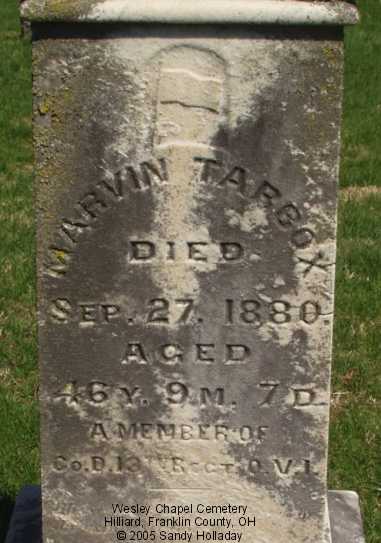 MARVIN TARBOX
DIED
SEP. 27. 1880.
AGED
46 Y. 9 M. 7 D.
A MEMBER OF
CO. D. 13TH REGT. O. V. I.
Wesley Chapel Cemetery
Hilliard, Franklin County, OH
© 2005 Sandy Holladay